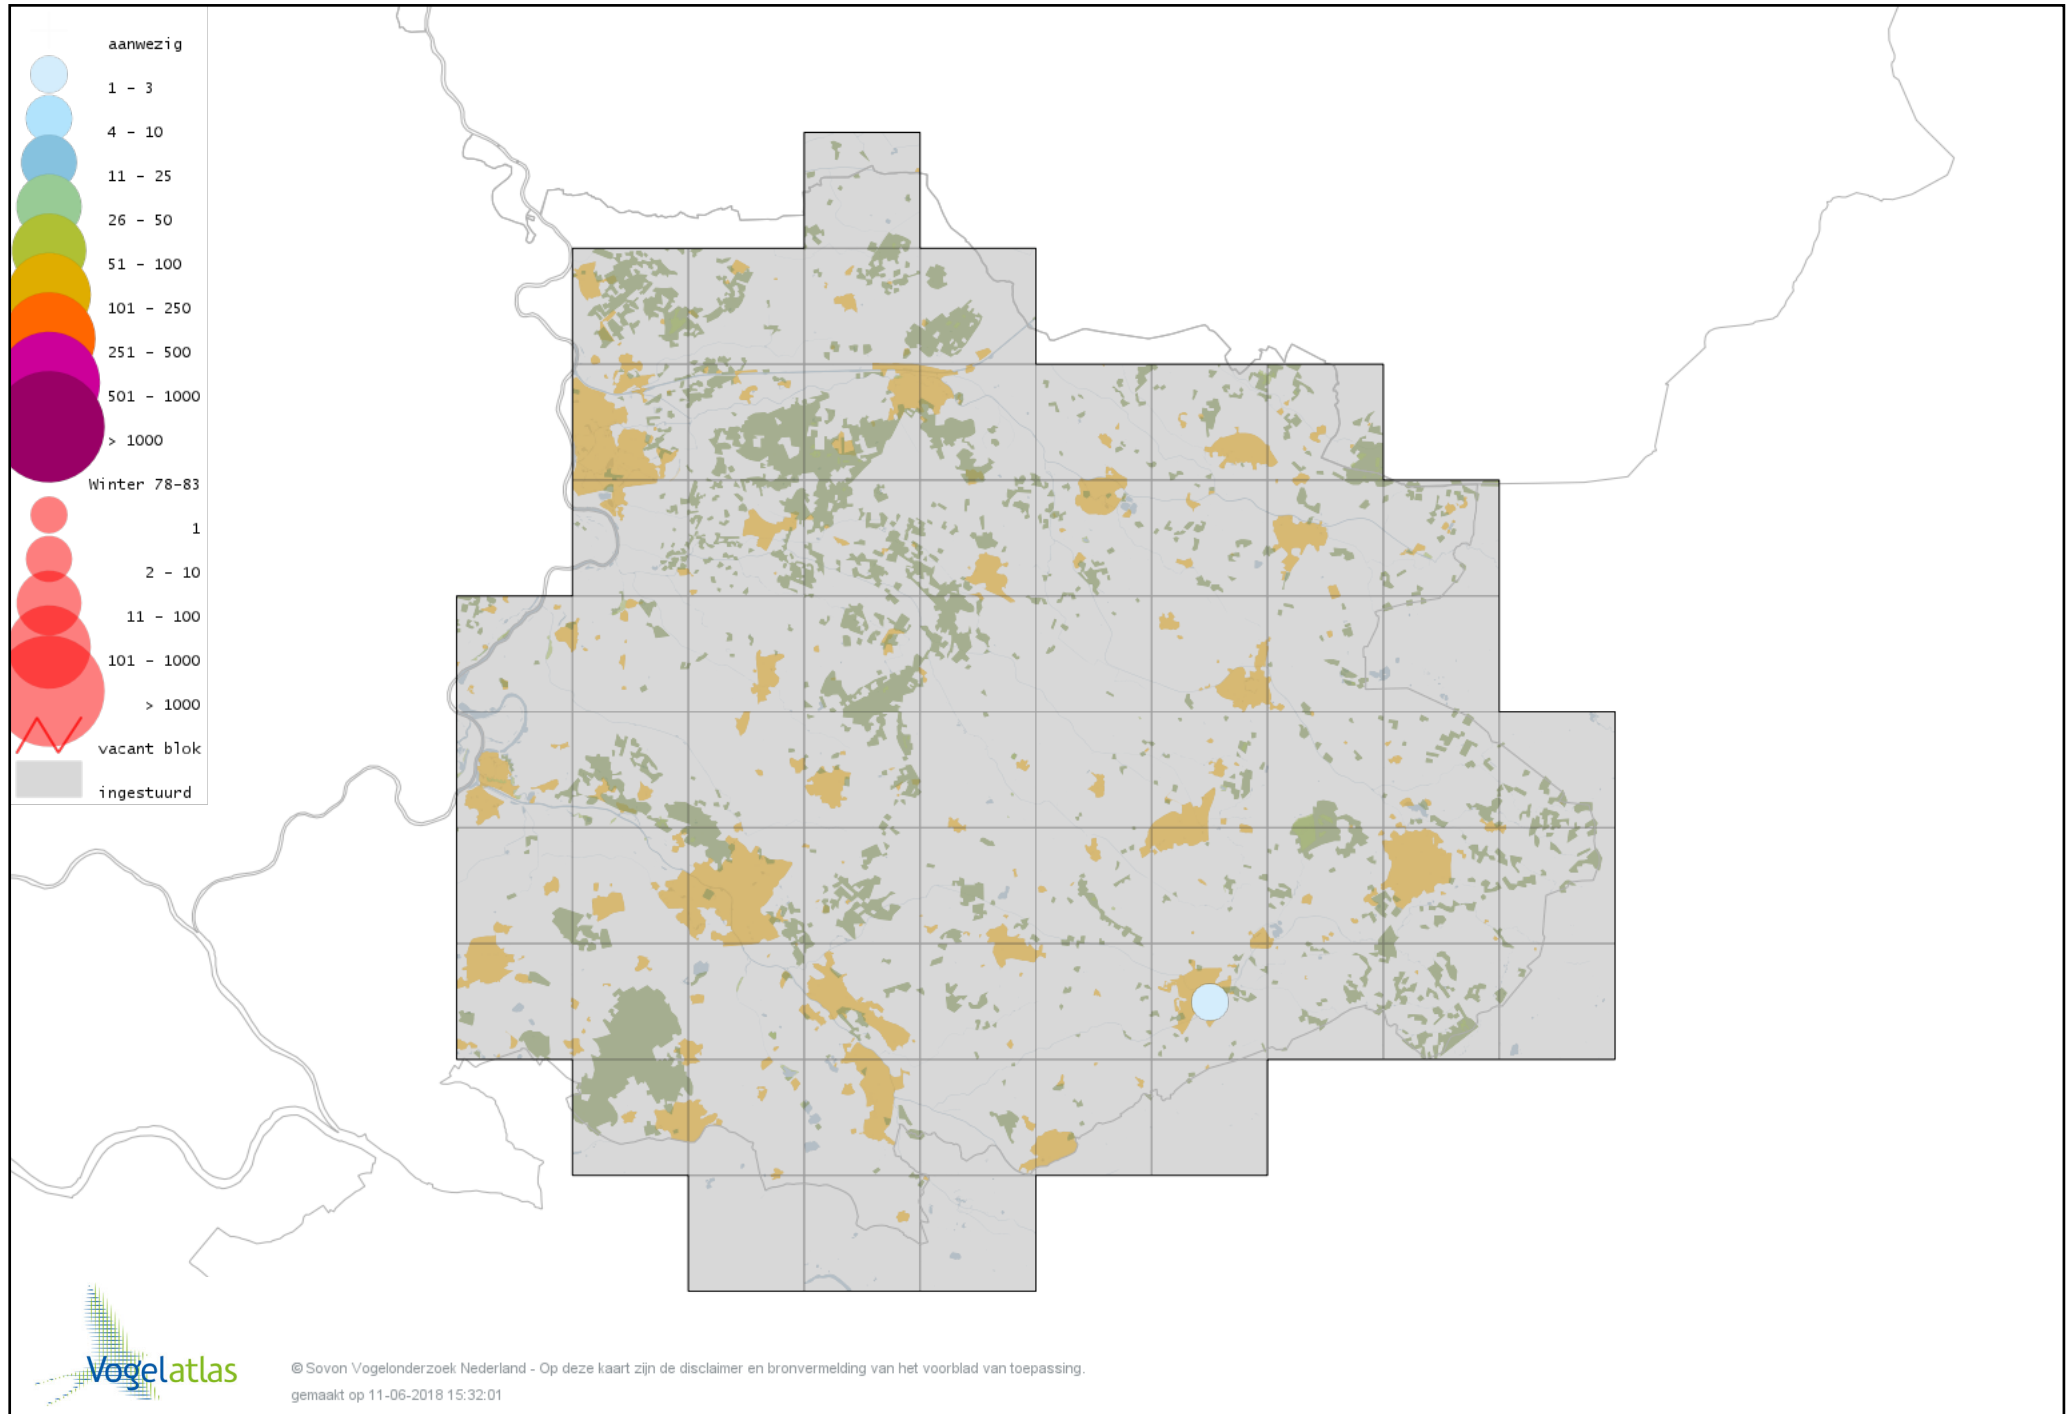 aanwezig
1 - 3
4 - 10
11 - 25
26 - 50
51 - 100
101 - 250
251 - 500
501 - 1000
> 1000
Winter 78-83
1
2 - 10
11 - 100
101 - 1000
> 1000
vacant blok
ingestuurd
Vogelatlas
© Sovon Vogelonderzoek Nederland - Op deze kaart zijn de disclaimer en bronvermelding van het voorblad van toepassing.
gemaakt op 11-06-2018 15:32:01